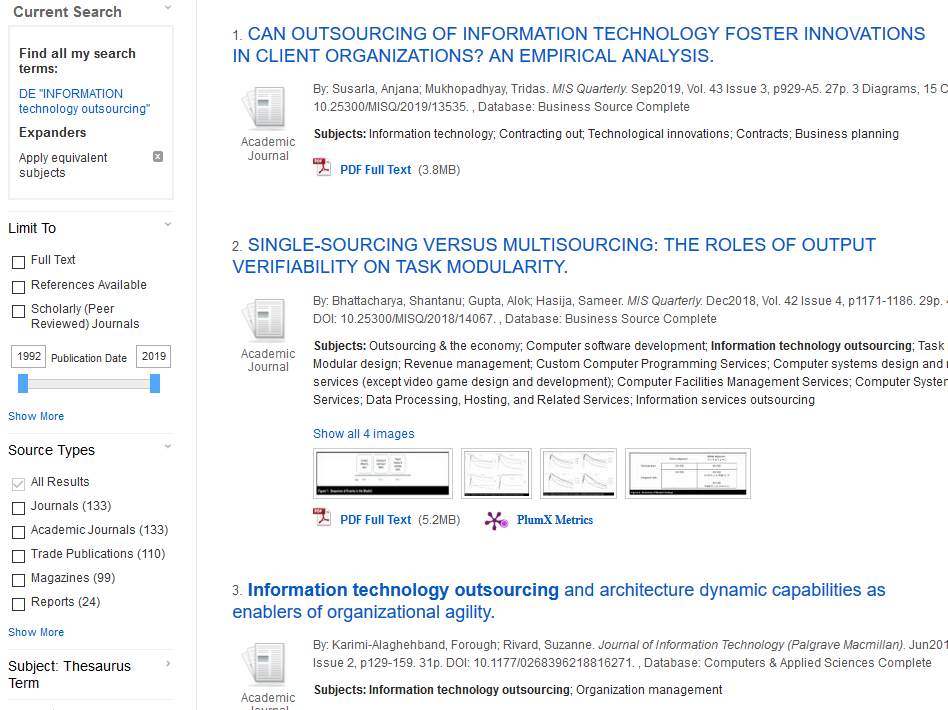 Current Search
Find all my search
terms:
DE "INFORMATION
technology outsourcing"
Expanders
Apply equivalent
subjects
Limit To
Full Text
References Available
Scholarly (Peer
Reviewed) Journals
1992 Publication Date 2019
Show More
Source Types
All Results
Journals (133)
Academic Journals (133)
Trade Publications (110)
Magazines (99)
Reports (24)
Show More
Subject: Thesaurus
Term
1. CAN OUTSOURCING OF INFORMATION TECHNOLOGY FOSTER INNOVATIONS
IN CLIENT ORGANIZATIONS? AN EMPIRICAL ANALYSIS.
Academic
Journal
By: Susarla, Anjana; Mukhopadhyay, Tridas. MIS Quarterly. Sep2019, Vol. 43 Issue 3, p929-A5. 27p. 3 Diagrams, 15 C
10.25300/MISQ/2019/13535. , Database: Business Source Complete
Subjects: Information technology; Contracting out; Technological innovations; Contracts; Business planning
PDF Full Text (3.8MB)
2. SINGLE-SOURCING VERSUS MULTISOURCING: THE ROLES OF OUTPUT
VERIFIABILITY ON TASK MODULARITY.
Academic
Journal
By: Bhattacharya, Shantanu; Gupta, Alok; Hasija, Sameer. MIS Quarterly. Dec2018, Vol. 42 Issue 4, p1171-1186. 29p.
DOI: 10.25300/MISQ/2018/14067. , Database: Business Source Complete
Subjects: Outsourcing & the economy; Computer software development; Information technology outsourcing; Task
Modular design; Revenue management; Custom Computer Programming Services; Computer systems design and
services (except video game design and development); Computer Facilities Management Services; Computer System
Services; Data Processing, Hosting, and Related Services; Information services outsourcing
Show all 4 images
PDF Full Text (5.2MB) PlumX Metrics
3. Information technology outsourcing and architecture dynamic capabilities as
enablers of organizational agility.
Academic
Journal
By: Karimi-Alaghehband, Forough; Rivard, Suzanne. Journal of Information Technology (Palgrave Macmillan). Jun201
Issue 2, p129-159. 31p. DOI: 10.1177/0268396218816271. , Database: Computers & Applied Sciences Complete
Subjects: Information technology outsourcing; Organization management